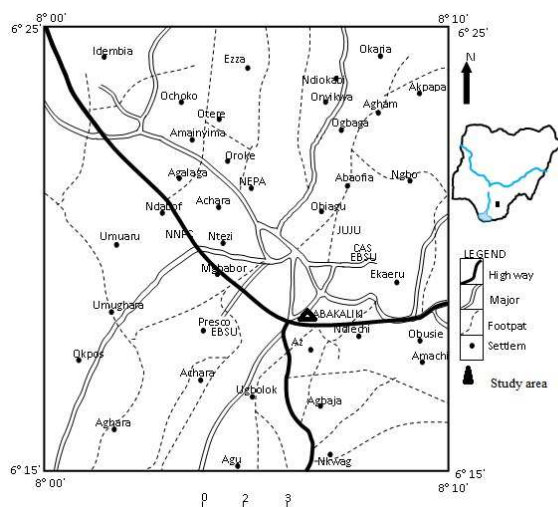 8° 00'
8° 10'
6° 25'
6° 25'
Idembia
Ezza
Okaria
N
Ndiokabi
Akpapa
Ochoko
Onyikwa
Agham
Otere
Ogbaga
Amainyima
Oroke
Agalaga
NEPA
Abaofia
Ngbo
Achara
Ndabof
Obiagu
NNPC
Ntezi
JUJU
Umuaru
CAS
EBSU
LEGEND
Mgbabor
Ekaeru
Highway
Umughara
Major
ABAKALIKI
Presco
EBSU
Ndiechi
Obusie
Footpat
Az
Settlem
Okpos
Amachi
Achara
Study area
Ugbolok
Agbaja
Aghara
Agu
Nkwag
6° 15'
6° 15'
8° 00'
8° 10'
0 2 3